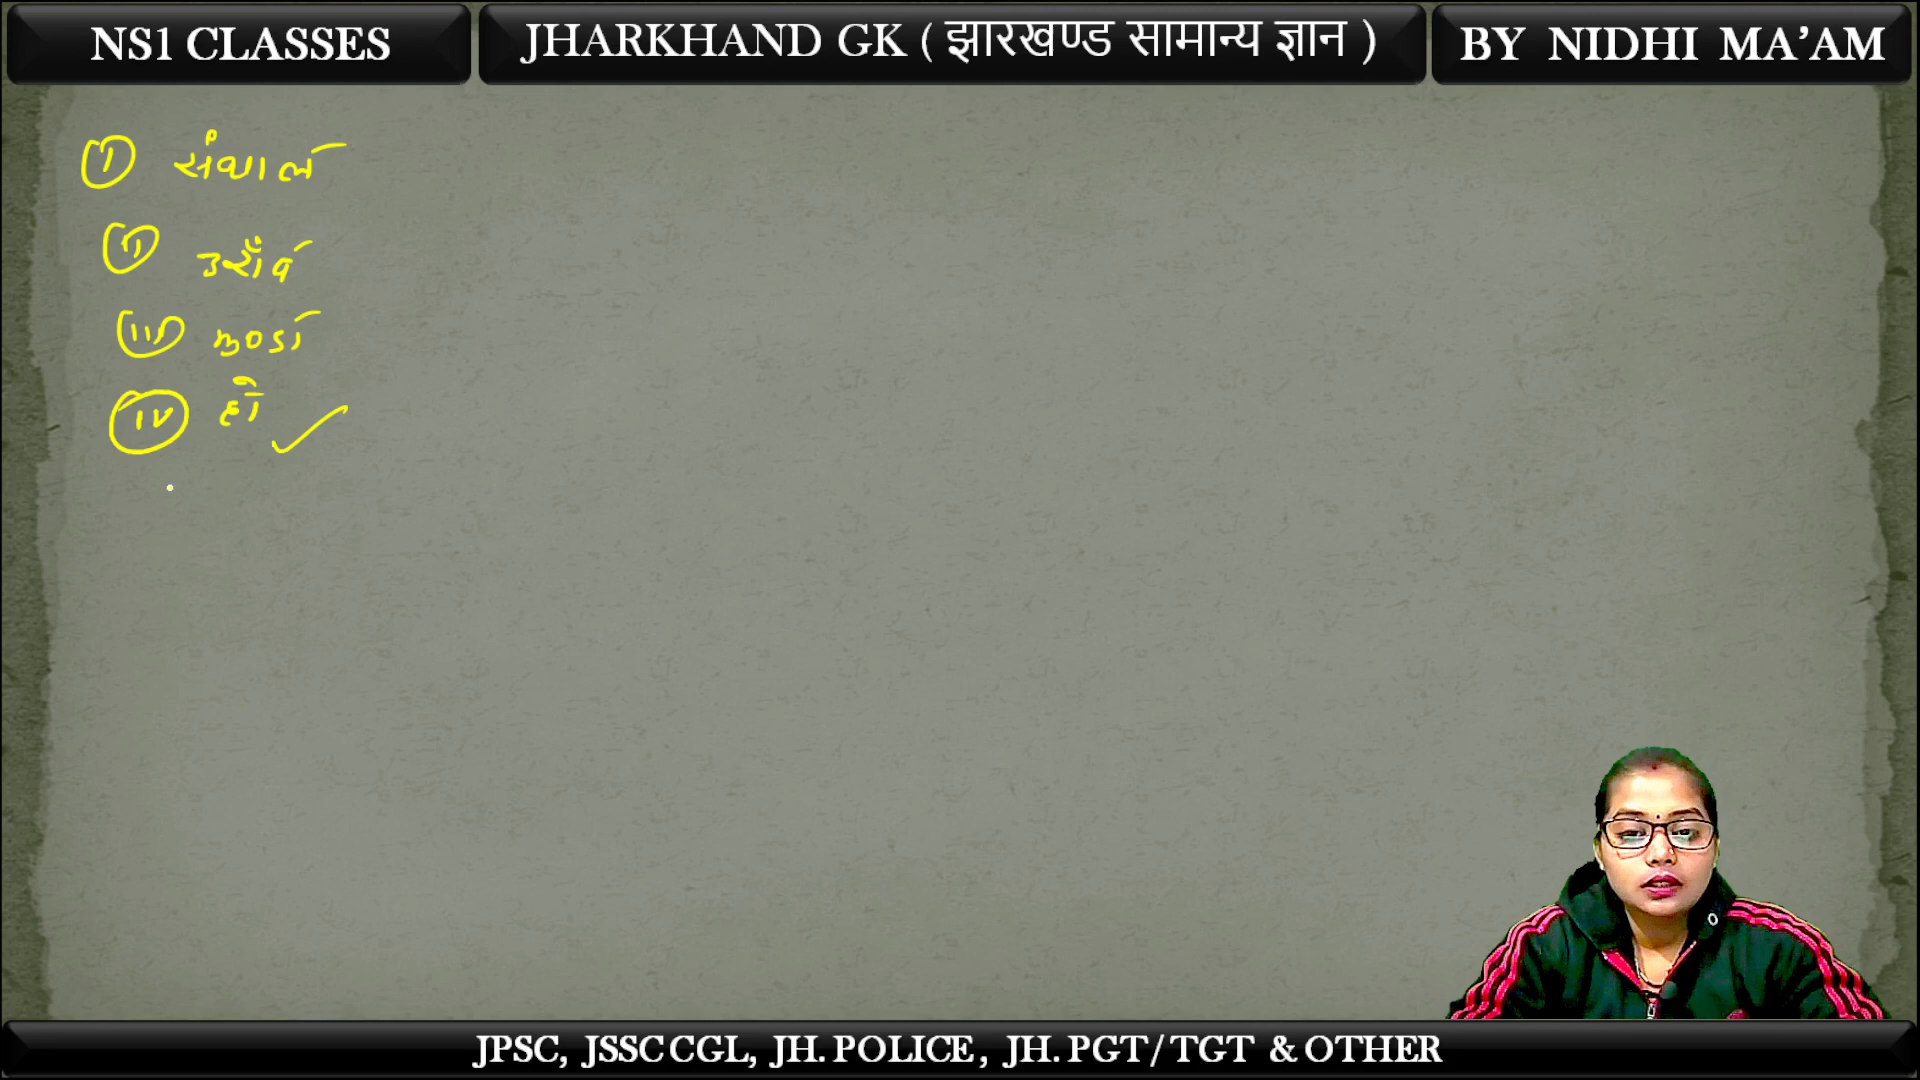 NS1 CLASSES
JHARKHAND GK ( झारखण्ड सामान्य ज्ञान )
BY NIDHI MA’AM
(i) संथाल
(ii) उराँव
(iii) मुण्डा
(iv) हो ✓
JPSC, JSSC CGL, JH. POLICE, JH. PGT/TGT & OTHER